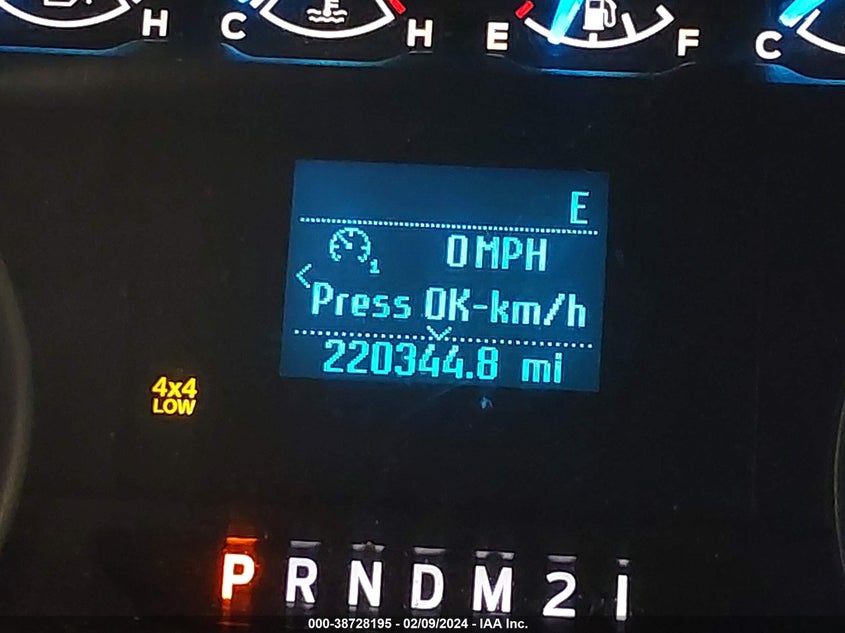 H C H E F C
E
0 MPH
1
Press OK-km/h
220344.8 mi
4x4
LOW
P R N D M 2 1
000-38728195 - 02/09/2024 - IAA Inc.